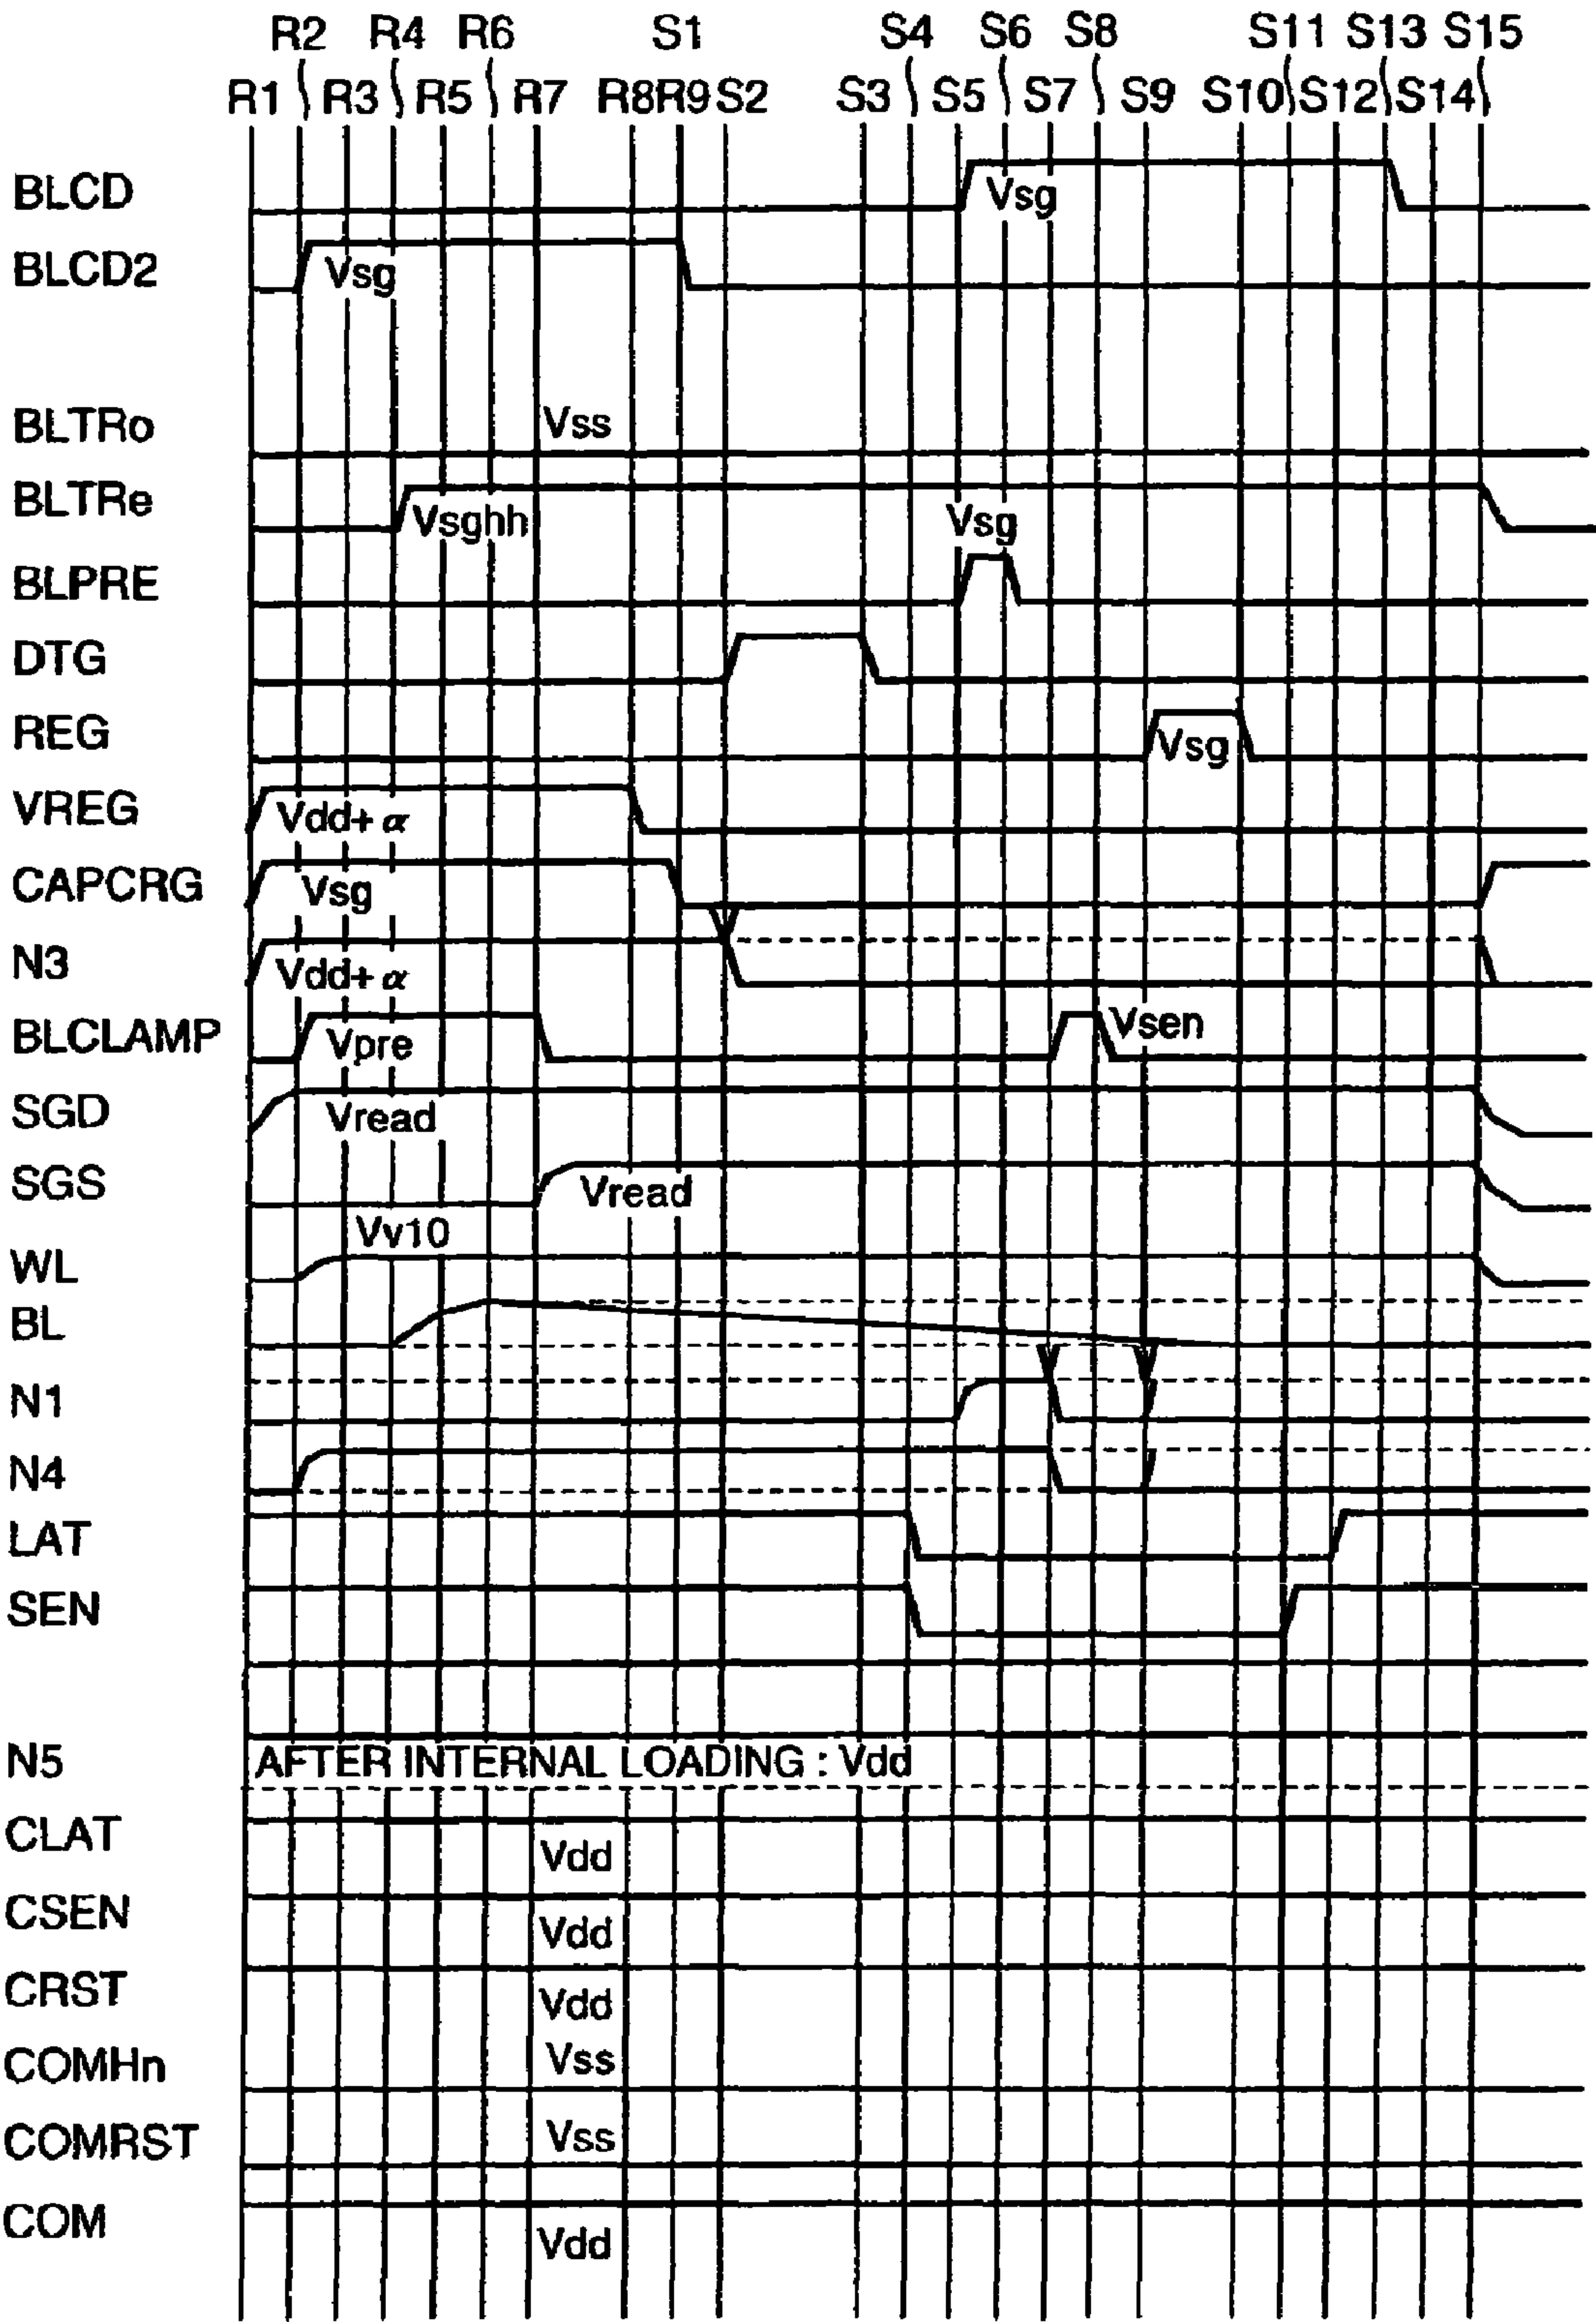 R2 R4 R6 S1 S4 S6 S8 S11 S13 S15
R1 R3 R5 R7 R8R9 S2 S3 S5 S7 S9 S10 S12 S14
BLCD Vsg
BLCD2 Vsg
BLTRo Vss
BLTRe Vsghh
BLPRE Vsg
DTG
REG Vsg
VREG Vdd+α
CAPCRG Vsg
N3 Vdd+α
BLCLAMP Vpre Vsen
SGD Vread
SGS Vread
WL Vv10
BL
N1
N4
LAT
SEN
N5 AFTER INTERNAL LOADING : Vdd
CLAT Vdd
CSEN Vdd
CRST Vdd
COMHn Vss
COMRST Vss
COM Vdd